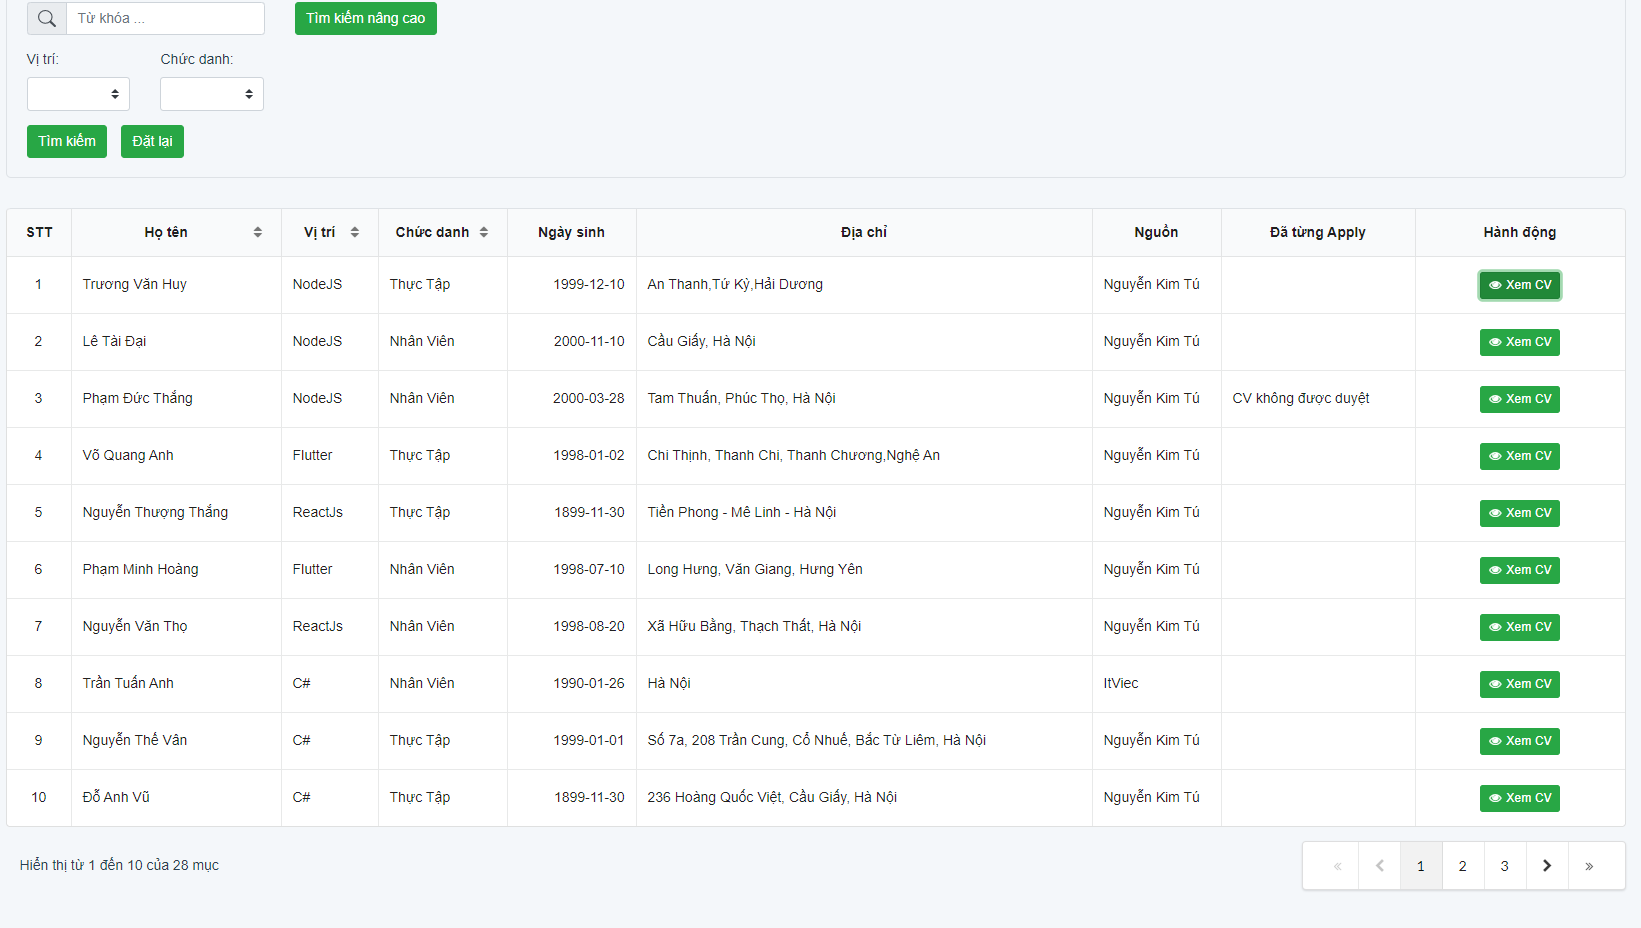 Từ khóa ...
Tìm kiếm nâng cao
Vị trí: Chức danh:
Tìm kiếm Đặt lại
STT Họ tên Vị trí Chức danh Ngày sinh Địa chỉ Nguồn Đã từng Apply Hành động
1 Trương Văn Huy NodeJS Thực Tập 1999-12-10 An Thanh,Tứ Kỳ,Hải Dương Nguyễn Kim Tú Xem CV
2 Lê Tài Đại NodeJS Nhân Viên 2000-11-10 Cầu Giấy, Hà Nội Nguyễn Kim Tú Xem CV
3 Phạm Đức Thắng NodeJS Nhân Viên 2000-03-28 Tam Thuấn, Phúc Thọ, Hà Nội Nguyễn Kim Tú CV không được duyệt Xem CV
4 Võ Quang Anh Flutter Thực Tập 1998-01-02 Chi Thịnh, Thanh Chi, Thanh Chương,Nghệ An Nguyễn Kim Tú Xem CV
5 Nguyễn Thượng Thắng ReactJs Thực Tập 1899-11-30 Tiền Phong - Mê Linh - Hà Nội Nguyễn Kim Tú Xem CV
6 Phạm Minh Hoàng Flutter Nhân Viên 1998-07-10 Long Hưng, Văn Giang, Hưng Yên Nguyễn Kim Tú Xem CV
7 Nguyễn Văn Thọ ReactJs Nhân Viên 1998-08-20 Xã Hữu Bằng, Thạch Thất, Hà Nội Nguyễn Kim Tú Xem CV
8 Trần Tuấn Anh C# Nhân Viên 1990-01-26 Hà Nội ItViec Xem CV
9 Nguyễn Thế Vân C# Thực Tập 1999-01-01 Số 7a, 208 Trần Cung, Cổ Nhuế, Bắc Từ Liêm, Hà Nội Nguyễn Kim Tú Xem CV
10 Đỗ Anh Vũ C# Thực Tập 1899-11-30 236 Hoàng Quốc Việt, Cầu Giấy, Hà Nội Nguyễn Kim Tú Xem CV
Hiển thị từ 1 đến 10 của 28 mục
« 1 2 3 »